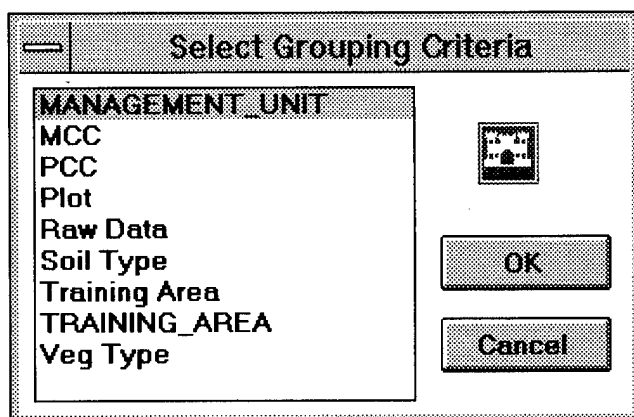 Select Grouping Criteria
MANAGEMENT_UNIT
MCC
PCC
Plot
Raw Data
Soil Type
Training Area
TRAINING_AREA
Veg Type
OK
Cancel